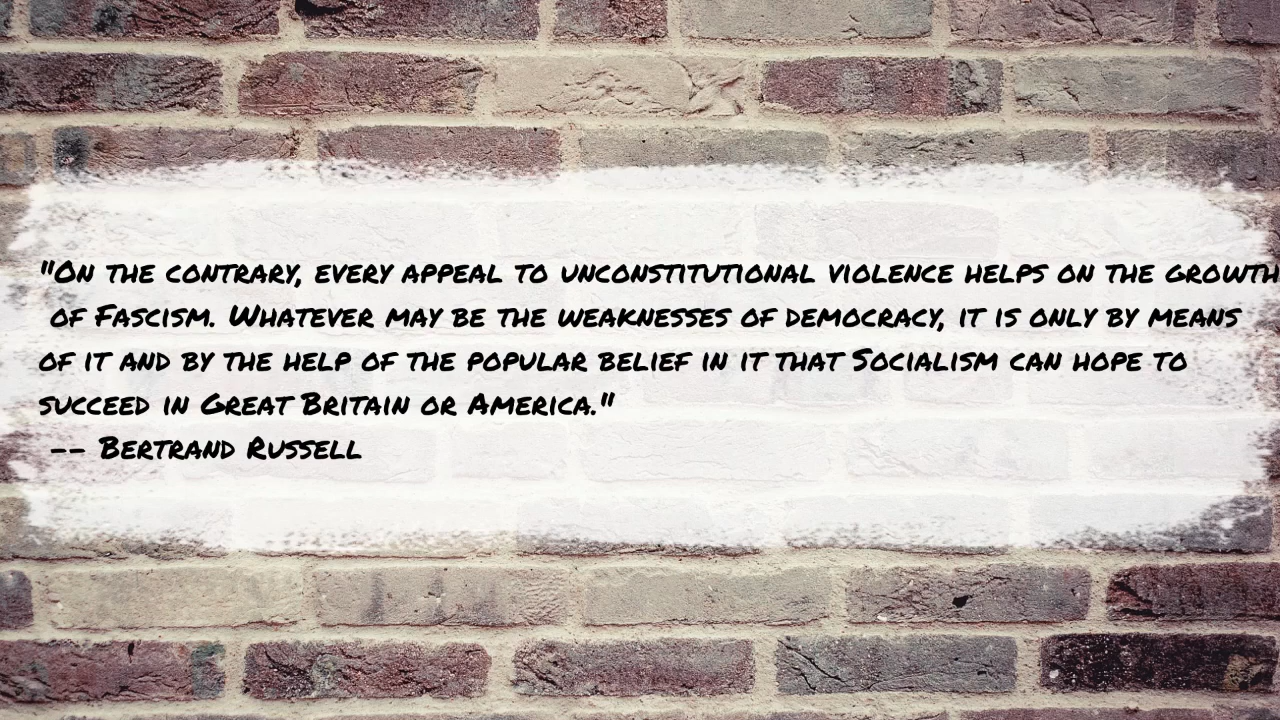 "On the contrary, every appeal to unconstitutional violence helps on the growth
of Fascism. Whatever may be the weaknesses of democracy, it is only by means
of it and by the help of the popular belief in it that Socialism can hope to
succeed in Great Britain or America."
-- Bertrand Russell